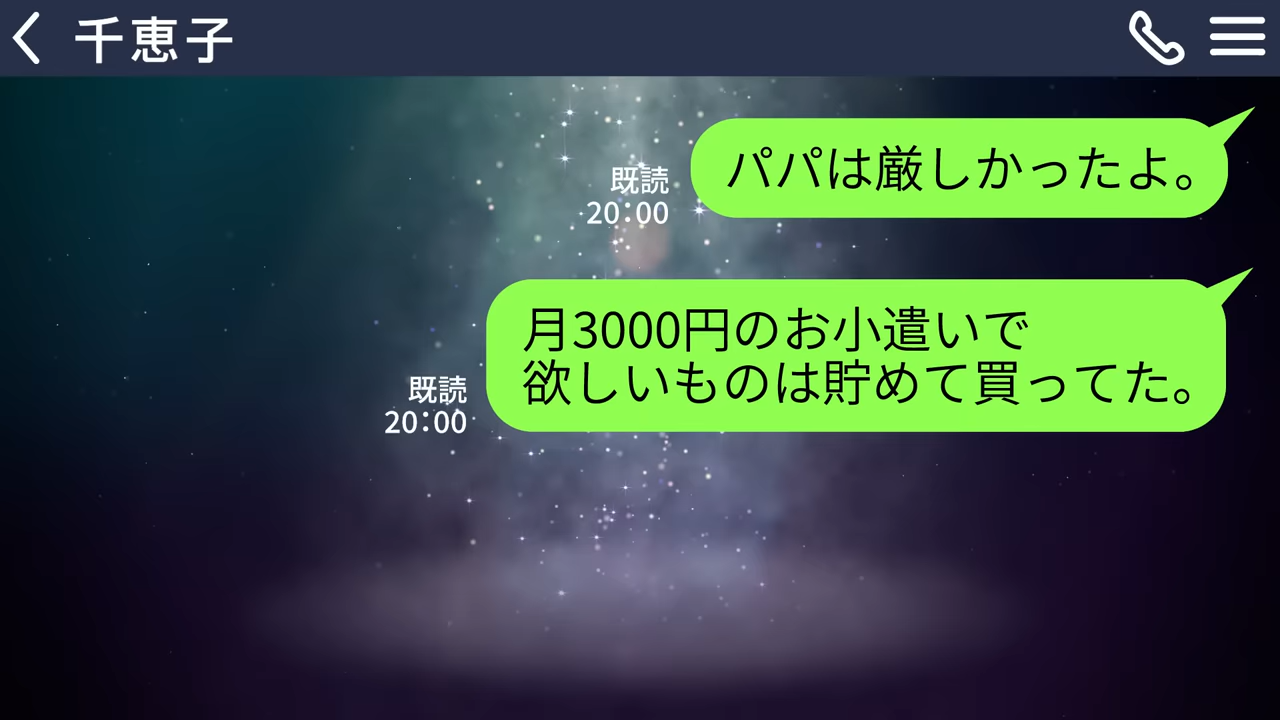 千恵子
パパは厳しかったよ。
既読
20:00
月3000円のお小遣いで
欲しいものは貯めて買ってた。
既読
20:00